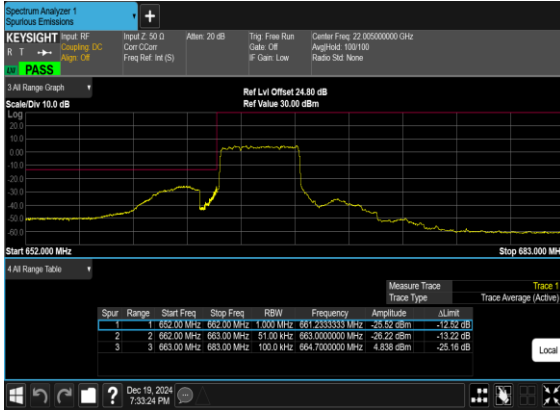 Spectrum Analyzer 1
Spurious Emissions
+
KEYSIGHT Input: RF Input Z: 50 Ω Atten: 20 dB Trig: Free Run Center Freq: 22.005000000 GHz
R T Coupling: DC Corr CCorr Gate: Off Avg|Hold: 100/100
Align: Off Freq Ref: Int (S) IF Gain: Low Radio Std: None
PASS
3 All Range Graph
Ref Lvl Offset 24.80 dB
Scale/Div 10.0 dB Ref Value 30.00 dBm
Log
20.0
10.0
0.00
-10.0
-20.0
-30.0
-40.0
-50.0
-60.0
Start 652.000 MHz Stop 683.000 MHz
4 All Range Table
Measure Trace Trace 1
Trace Type Trace Average (Active)
Spur Range Start Freq Stop Freq RBW Frequency Amplitude ΔLimit
1 1 652.00 MHz 662.00 MHz 1.000 MHz 661.2333333 MHz -25.52 dBm -12.52 dB
2 2 662.00 MHz 663.00 MHz 51.00 kHz 663.0000000 MHz -26.22 dBm -13.22 dB
3 3 663.00 MHz 683.00 MHz 100.0 kHz 664.7000000 MHz 4.838 dBm -25.16 dB
Local
? Dec 19, 2024
7:33:24 PM